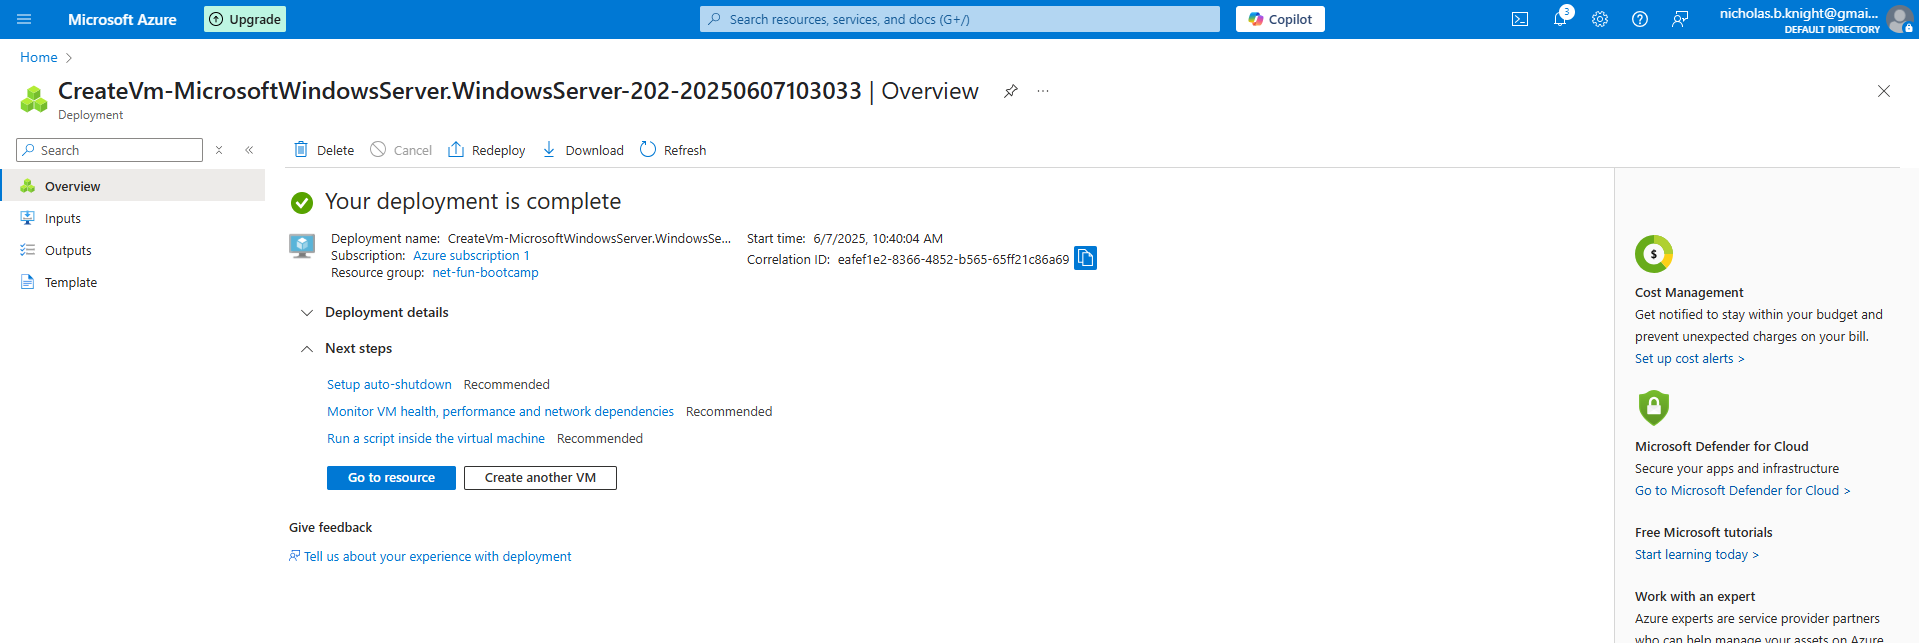 Microsoft Azure
Upgrade
Search resources, services, and docs (G+/)
Copilot
3
nicholas.b.knight@gmai...
DEFAULT DIRECTORY
Home
CreateVm-MicrosoftWindowsServer.WindowsServer-202-20250607103033 | Overview
Deployment
Search
Delete
Cancel
Redeploy
Download
Refresh
Overview
Inputs
Outputs
Template
Your deployment is complete
Deployment name: CreateVm-MicrosoftWindowsServer.WindowsSe...
Subscription: Azure subscription 1
Resource group: net-fun-bootcamp
Start time: 6/7/2025, 10:40:04 AM
Correlation ID: eafef1e2-8366-4852-b565-65ff21c86a69
Deployment details
Next steps
Setup auto-shutdown Recommended
Monitor VM health, performance and network dependencies Recommended
Run a script inside the virtual machine Recommended
Go to resource
Create another VM
Give feedback
Tell us about your experience with deployment
$
Cost Management
Get notified to stay within your budget and
prevent unexpected charges on your bill.
Set up cost alerts >
Microsoft Defender for Cloud
Secure your apps and infrastructure
Go to Microsoft Defender for Cloud >
Free Microsoft tutorials
Start learning today >
Work with an expert
Azure experts are service provider partners
who can help manage your assets on Azure